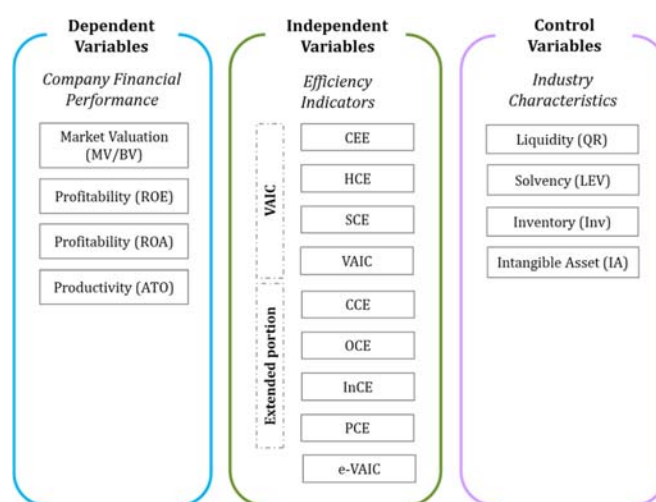 Dependent
Variables
Company Financial
Performance
Market Valuation
(MV/BV)
Profitability (ROE)
Profitability (ROA)
Productivity (ATO)
Independent
Variables
Efficiency
Indicators
VAIC
CEE
HCE
SCE
VAIC
Extended portion
CCE
OCE
InCE
PCE
e-VAIC
Control
Variables
Industry
Characteristics
Liquidity (QR)
Solvency (LEV)
Inventory (Inv)
Intangible Asset (IA)